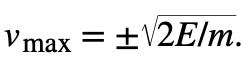 v_max = ±√2E/m.